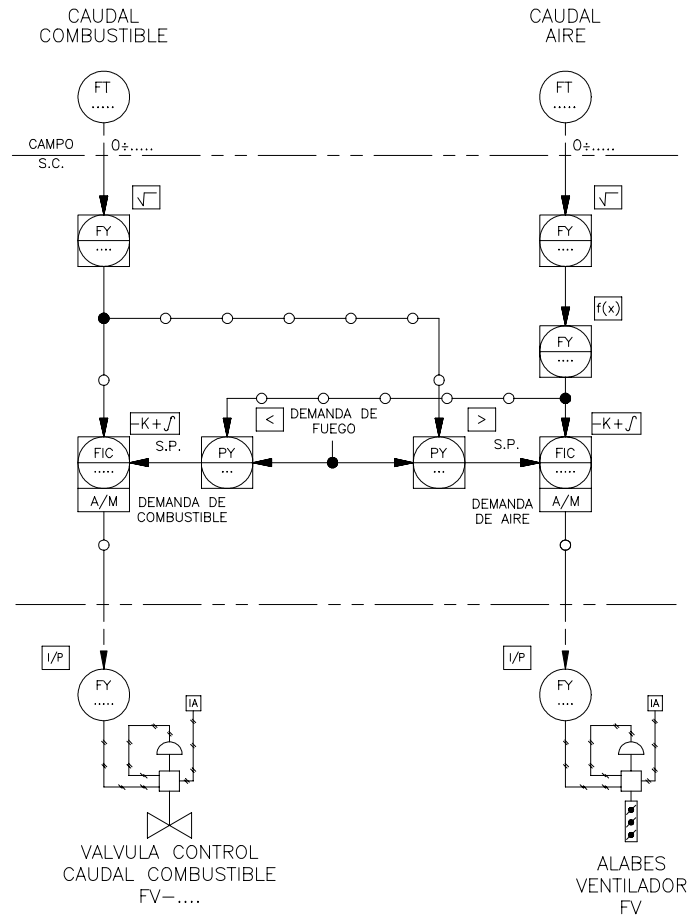 CAUDAL
COMBUSTIBLE
CAUDAL
AIRE
FT
.....
FT
.....
CAMPO
S.C.
0÷.....
0÷.....
√
√
FY
....
FY
....
f(x)
FY
....
<
DEMANDA DE
FUEGO
>
-K+∫
-K+∫
S.P.
S.P.
FIC
.....
PY
...
PY
...
FIC
.....
A/M
DEMANDA DE
COMBUSTIBLE
DEMANDA
DE AIRE
A/M
I/P
I/P
FY
.....
FY
.....
IA
IA
VALVULA CONTROL
CAUDAL COMBUSTIBLE
FV-....
ALABES
VENTILADOR
FV